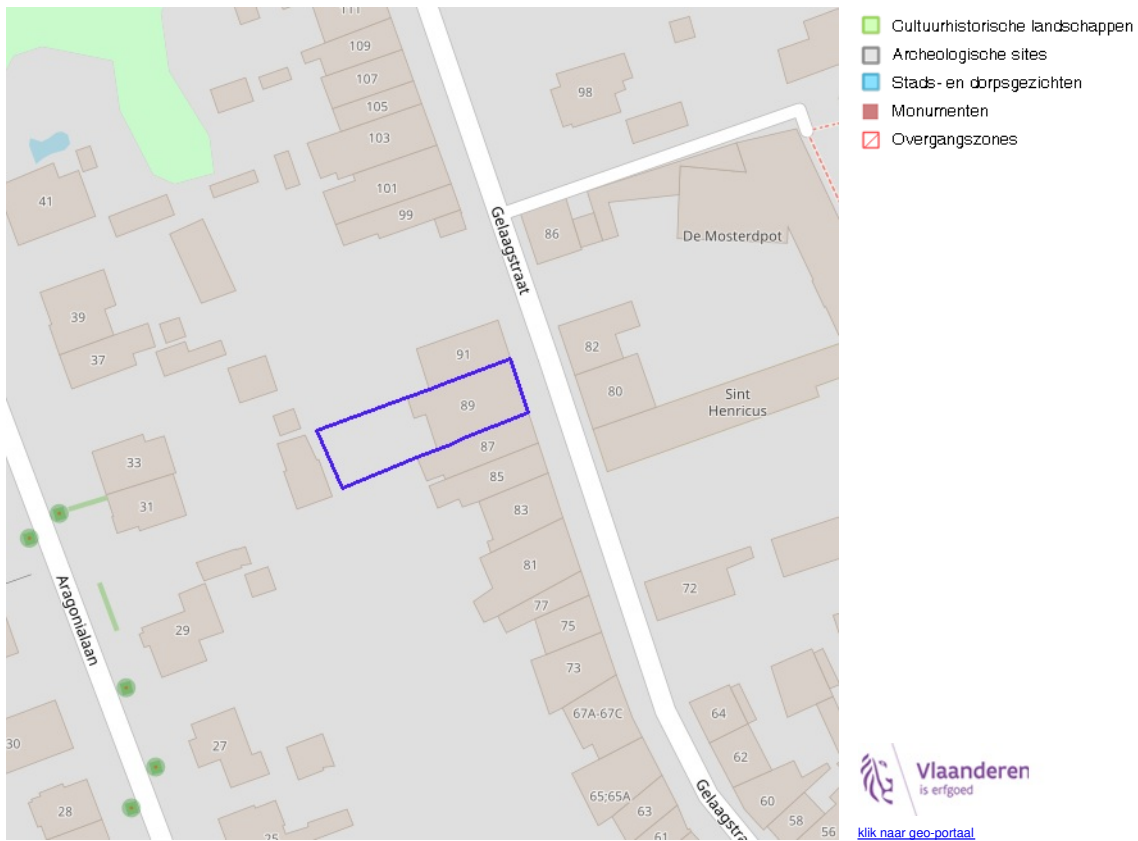 111
109
107
105
103
101
99
98
41
86
De Mosterdpot
Gelaagstraat
39
37
91
82
89
80
Sint
Henricus
87
33
85
31
83
81
72
77
Aragonialaan
75
29
73
67A-67C
64
30
27
62
65;65A
60
28
63
58
56
25
61
Gelaagstra
Cultuurhistorische landschappen
Archeologische sites
Stads- en dorpsgezichten
Monumenten
Overgangszones
Vlaanderen
is erfgoed
klik naar geo-portaal